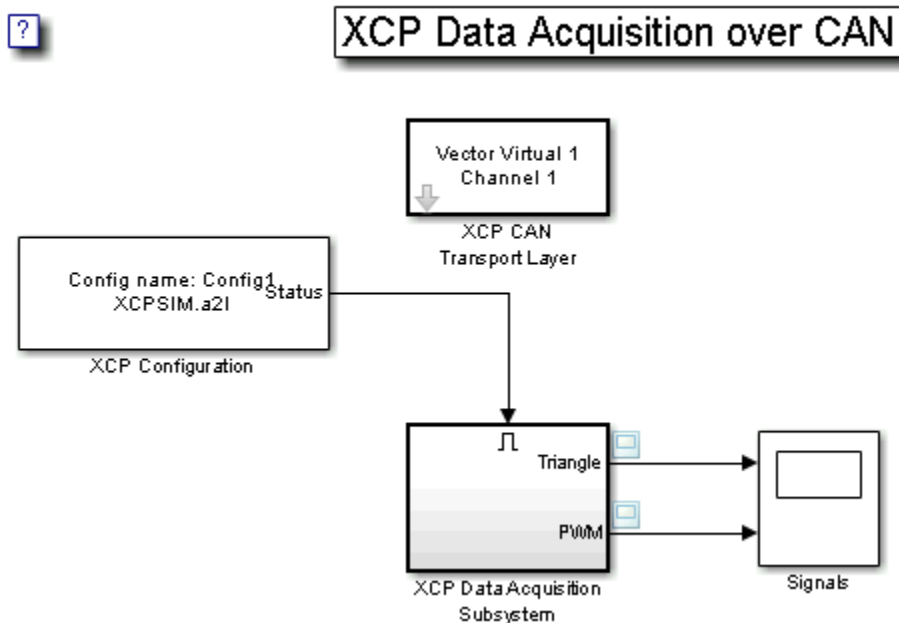 ?
XCP Data Acquisition over CAN
Vector Virtual 1
Channel 1
XCP CAN
Transport Layer
Config name: Config1
XCPSIM.a2l
Status
XCP Configuration
Triangle
PWM
XCP Data Acquisition
Subsystem
Signals